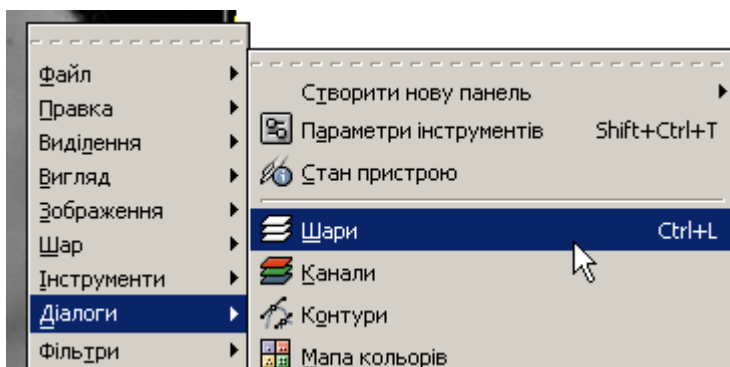 Файл
Правка
Виділення
Вигляд
Зображення
Шар
Інструменти
Діалоги
Фільтри
Створити нову панель
Параметри інструментів Shift+Ctrl+T
Стан пристрою
Шари Ctrl+L
Канали
Контури
Мапа кольорів